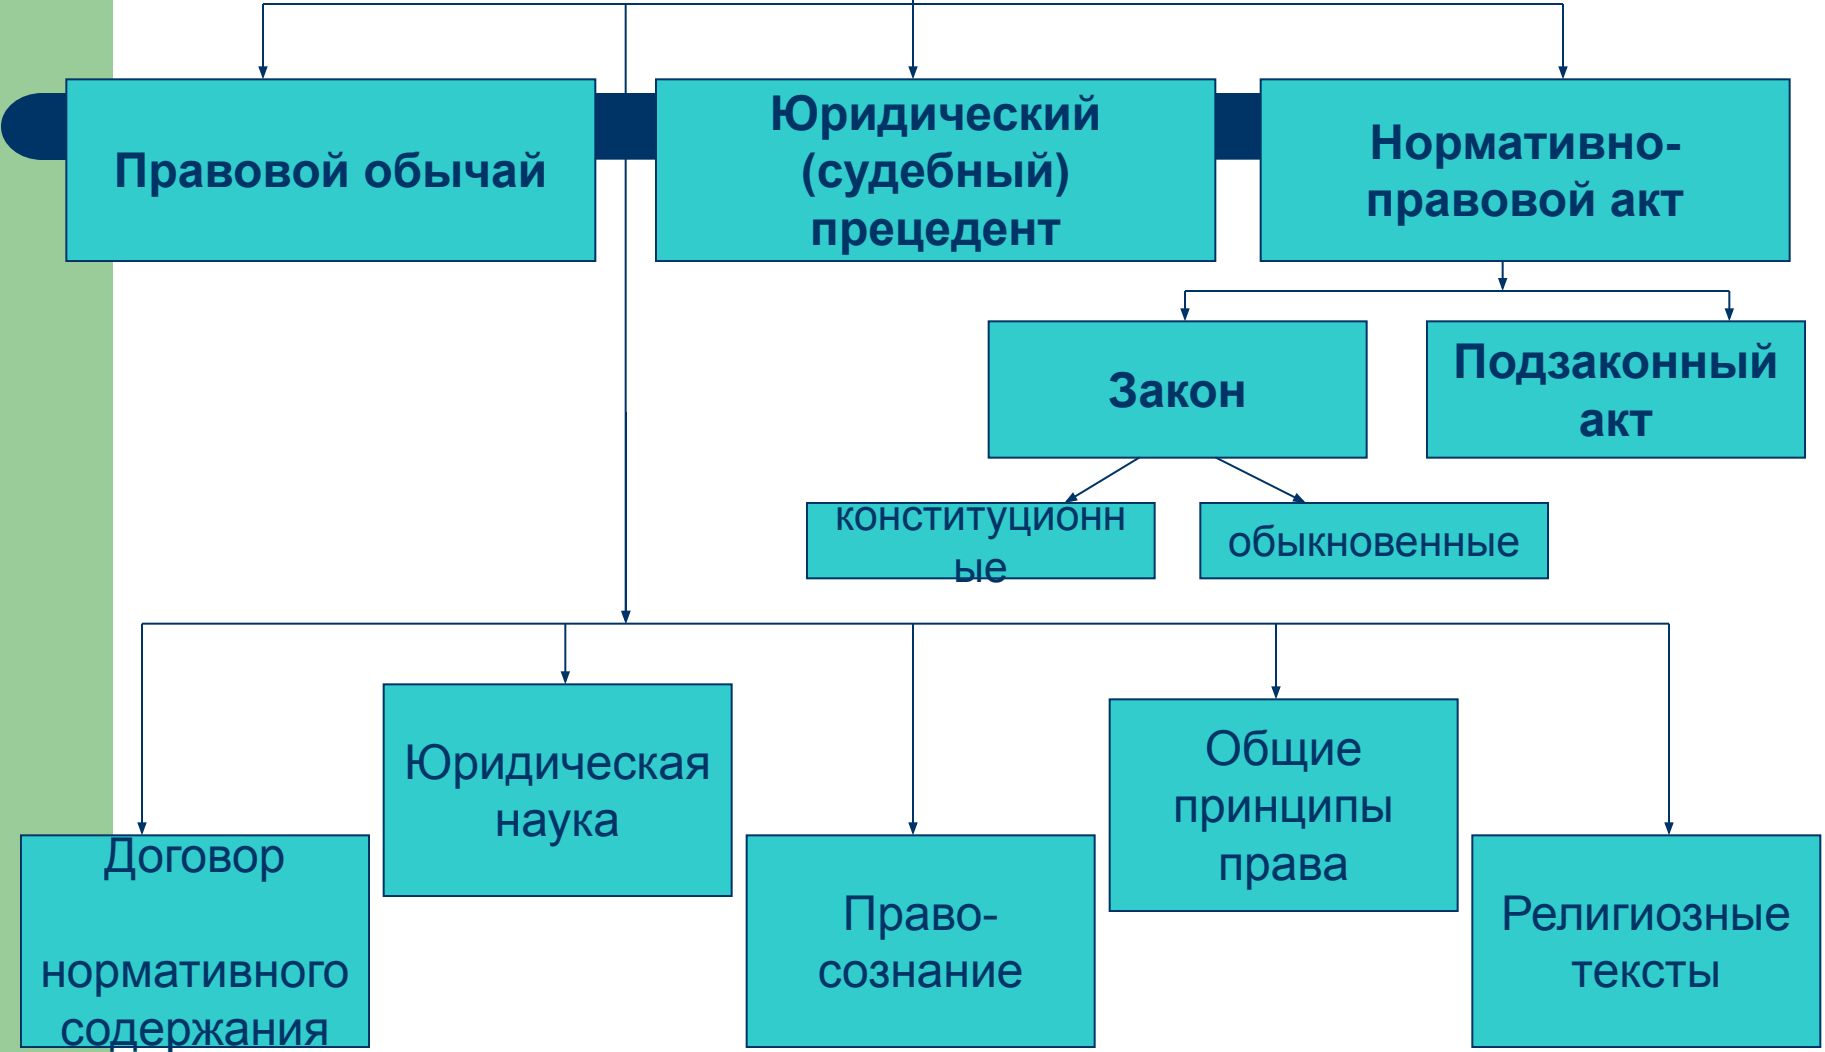 Правовой обычай
Юридический
(судебный)
прецедент
Нормативно-
правовой акт
Закон
Подзаконный
акт
конституционн
ые
обыкновенные
Договор
нормативного
содержания
Юридическая
наука
Право-
сознание
Общие
принципы
права
Религиозные
тексты